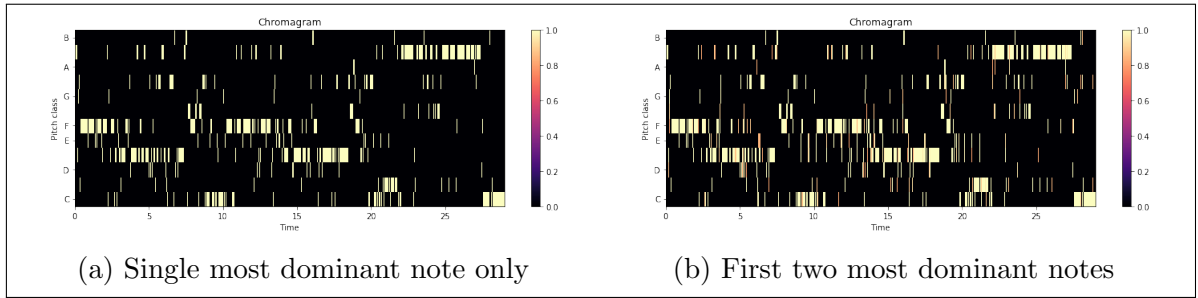 Chromagram
Pitch class
B
A
G
F
E
D
C
0 5 10 15 20 25
Time
1.0
0.8
0.6
0.4
0.2
0.0
(a) Single most dominant note only
Chromagram
Pitch class
B
A
G
F
E
D
C
0 5 10 15 20 25
Time
1.0
0.8
0.6
0.4
0.2
0.0
(b) First two most dominant notes